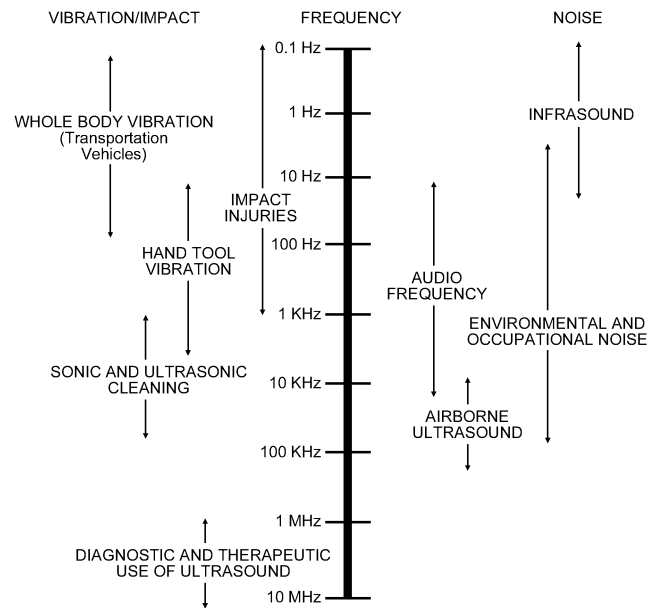 VIBRATION/IMPACT
FREQUENCY
NOISE
0.1 Hz
1 Hz
10 Hz
100 Hz
1 KHz
10 KHz
100 KHz
1 MHz
10 MHz
WHOLE BODY VIBRATION
(Transportation
Vehicles)
IMPACT
INJURIES
HAND TOOL
VIBRATION
SONIC AND ULTRASONIC
CLEANING
DIAGNOSTIC AND THERAPEUTIC
USE OF ULTRASOUND
INFRASOUND
AUDIO
FREQUENCY
ENVIRONMENTAL AND
OCCUPATIONAL NOISE
AIRBORNE
ULTRASOUND